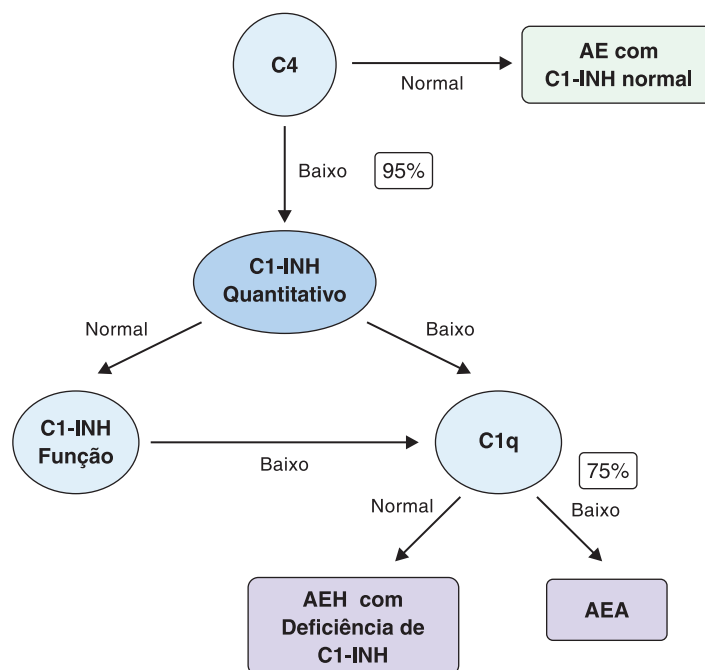 C4
Normal
AE com
C1-INH normal
Baixo
95%
C1-INH
Quantitativo
Normal
Baixo
C1-INH
Função
Baixo
C1q
75%
Normal
Baixo
AEH com
Deficiência de
C1-INH
AEA